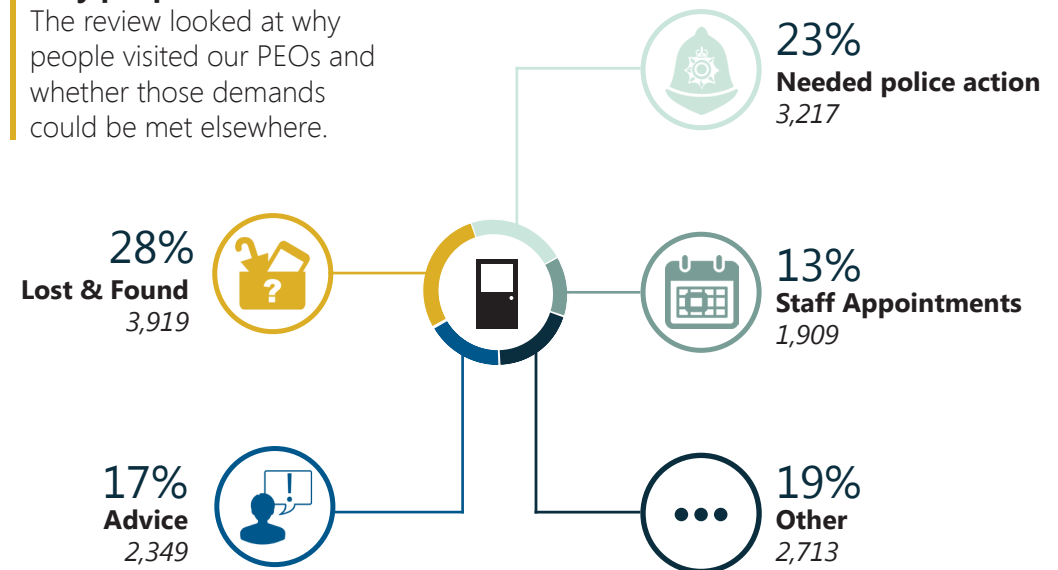 The review looked at why
people visited our PEOs and
whether those demands
could be met elsewhere.
23%
Needed police action
3,217
28%
Lost & Found
3,919
?
13%
Staff Appointments
1,909
17%
Advice
2,349
!
19%
Other
2,713